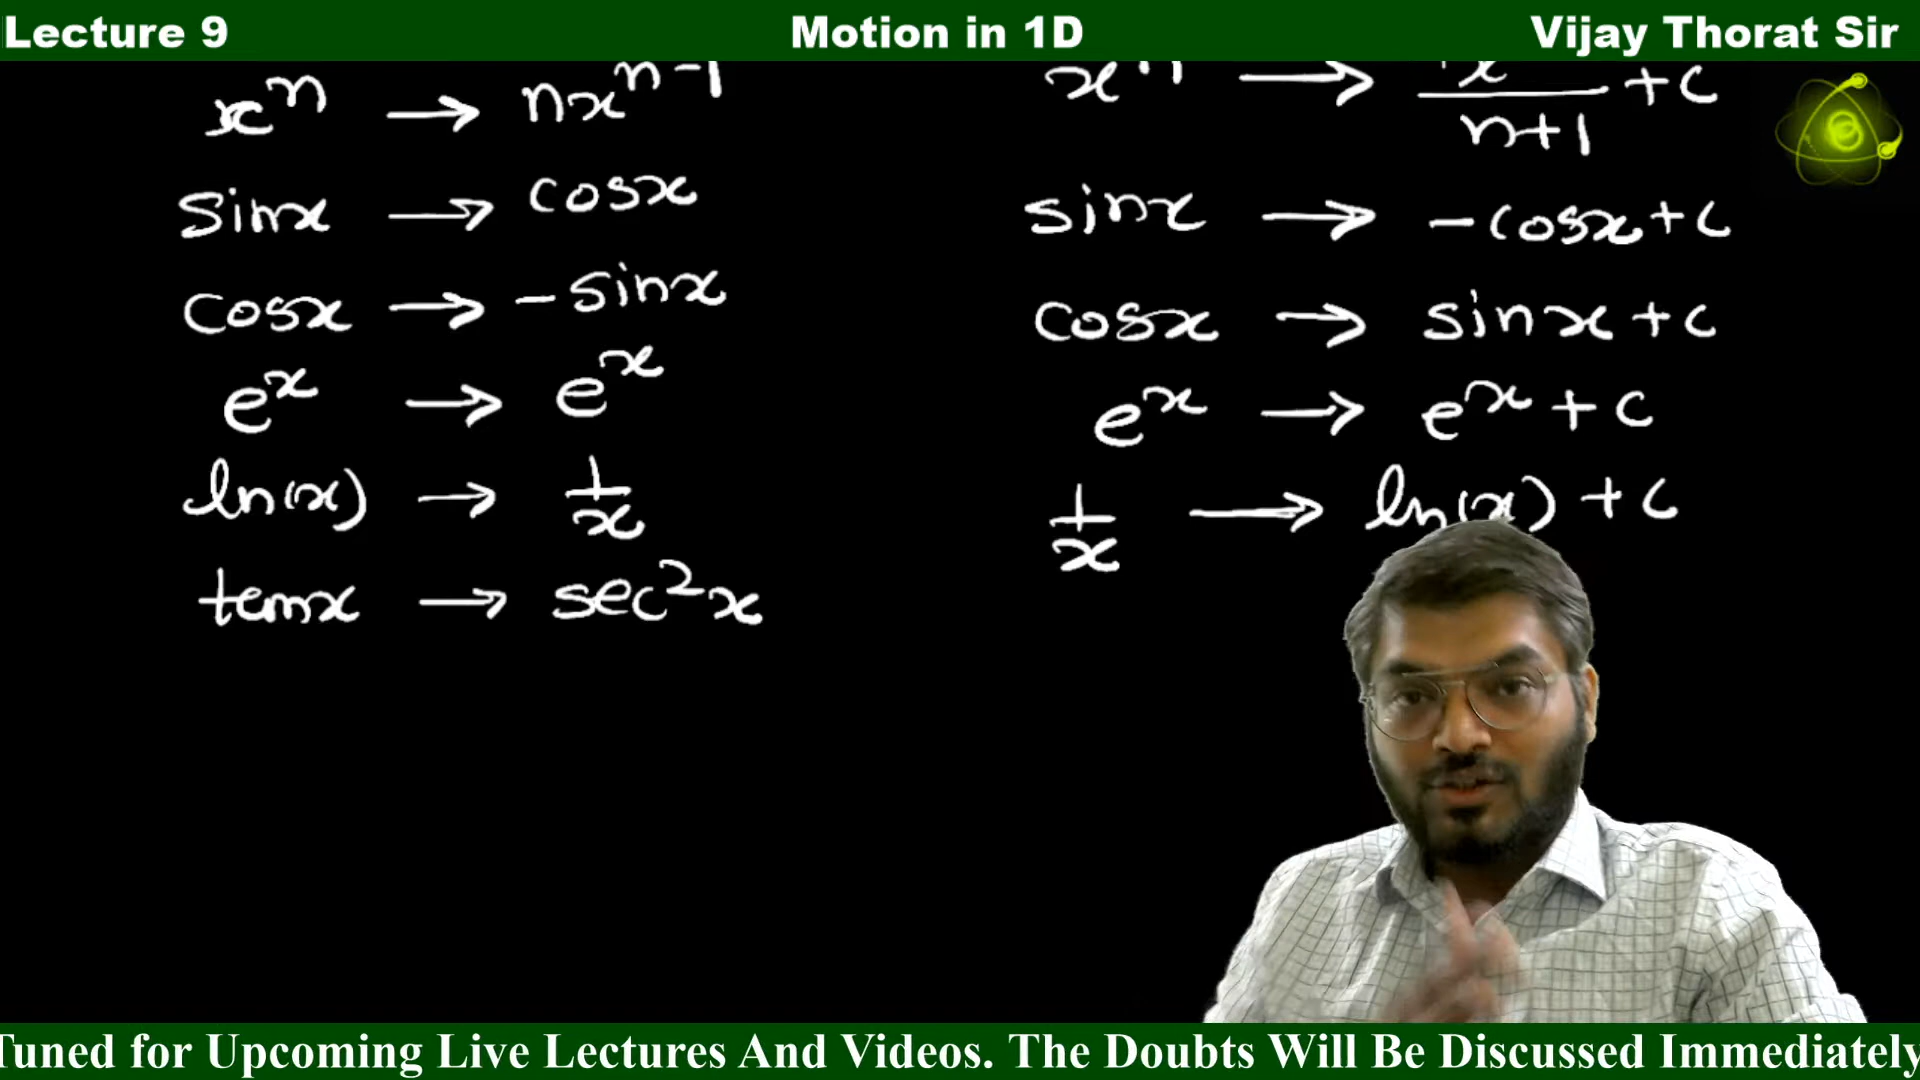 Lecture 9 Motion in 1D Vijay Thorat Sir
xⁿ → nxⁿ⁻¹
sinx → cosx
cosx → -sinx
eˣ → eˣ
ln(x) → 1/x
tanx → sec²x
→ /n+1 +c
sinx → -cosx+c
cosx → sinx+c
eˣ → eˣ+c
1/x → ln(x)+c
Tuned for Upcoming Live Lectures And Videos. The Doubts Will Be Discussed Immediately